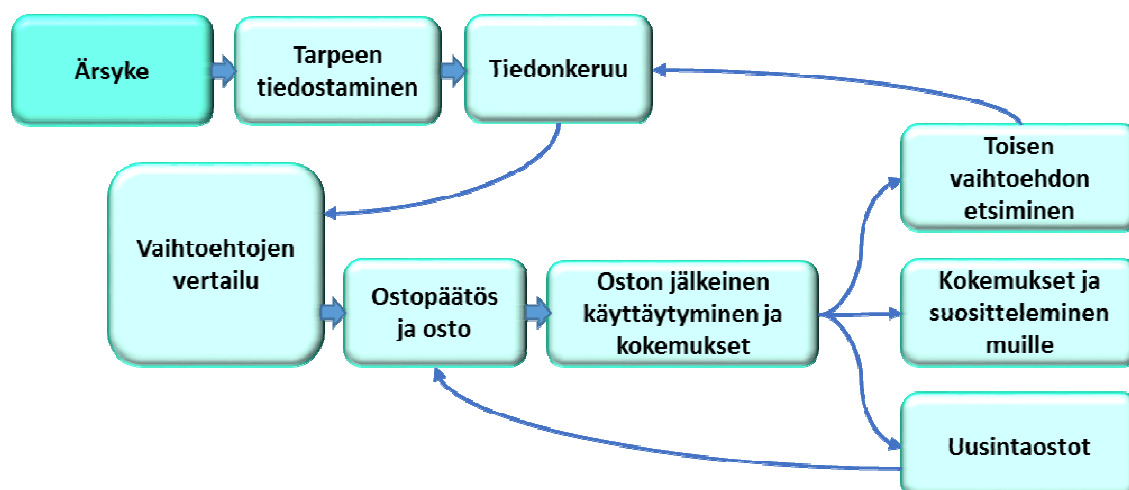 Ärsyke
Tarpeen
tiedostaminen
Tiedonkeruu
Vaihtoehtojen
vertailu
Ostopäätös
ja osto
Oston jälkeinen
käyttäytyminen ja
kokemukset
Toisen
vaihtoehdon
etsiminen
Kokemukset ja
suositteleminen
muille
Uusintaostot